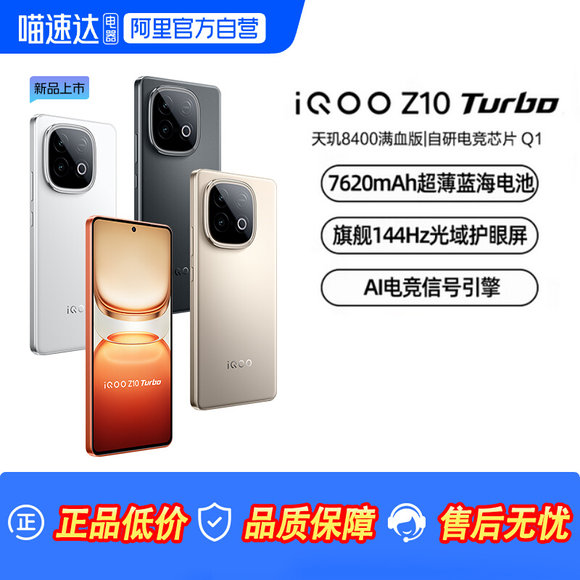 喵速达电器 阿里官方自营
新品上市
iQOO Z10 Turbo
天玑8400满血版|自研电竞芯片 Q1
7620mAh超薄蓝海电池
旗舰144Hz光域护眼屏
AI电竞信号引擎
iQOO
iQOO
iQOO Z10 Turbo
正 正品低价 品质保障 售后无忧